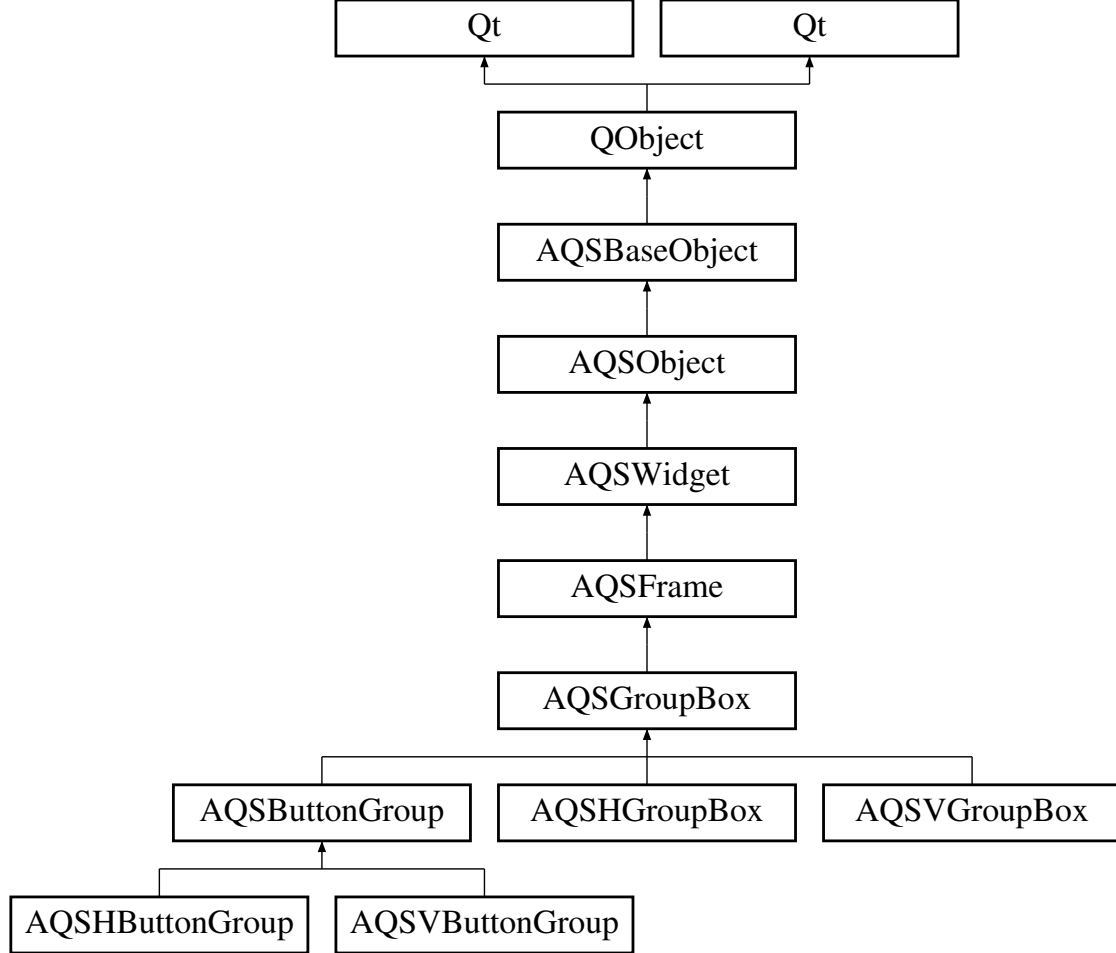 Qt
Qt
QObject
AQSBaseObject
AQSObject
AQSWidget
AQSFrame
AQSGroupBox
AQSButtonGroup
AQSHGroupBox
AQSVGroupBox
AQSHButtonGroup
AQSVButtonGroup